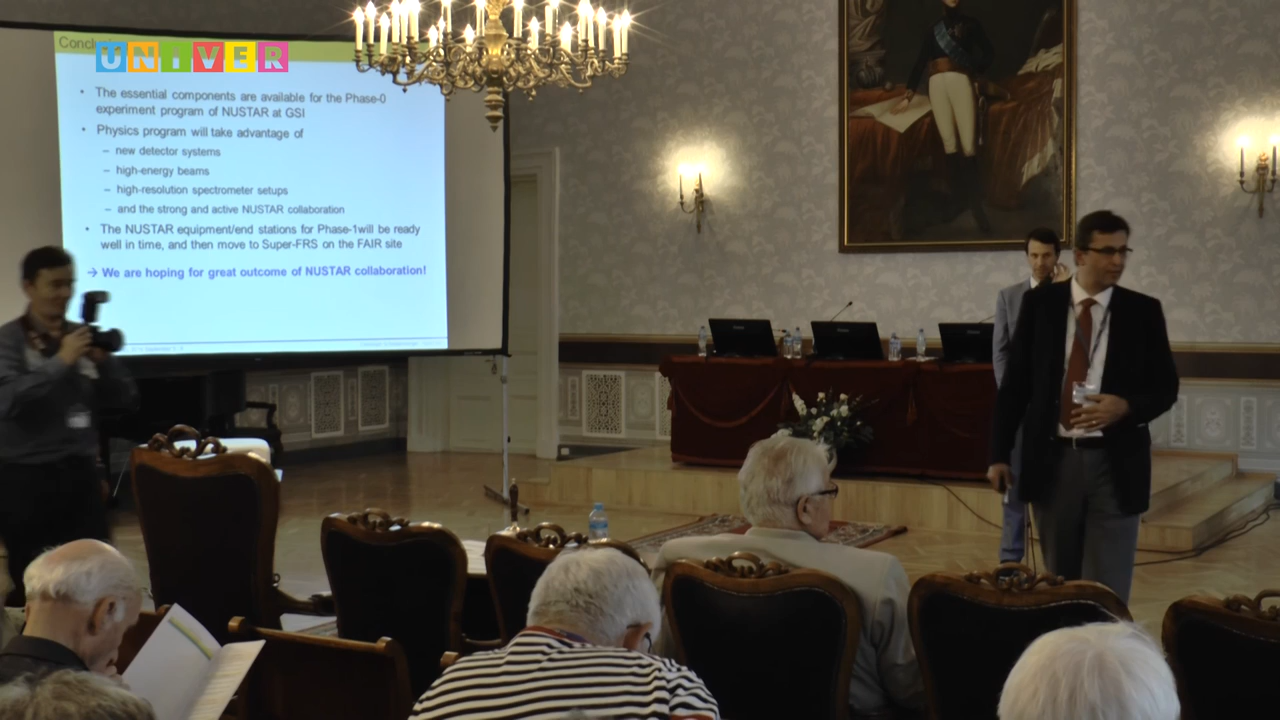 UNIVER
The essential components are available for the Phase-0
experiment program of NUSTAR at GSI
Physics program will take advantage of
– new detector systems
– high-energy beams
– high-resolution spectrometer setups
– and the strong and active NUSTAR collaboration
The NUSTAR equipment/end stations for Phase-1will be ready
well in time, and then move to Super-FRS on the FAIR site
→ We are hoping for great outcome of NUSTAR collaboration!